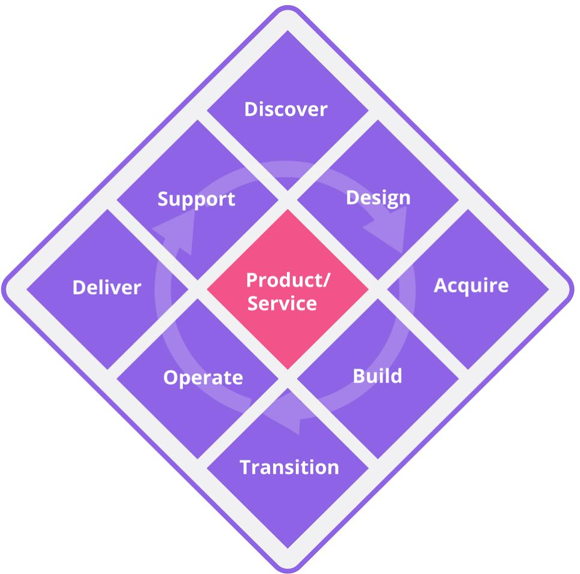 Discover
Support
Design
Deliver
Product/
Service
Acquire
Operate
Build
Transition